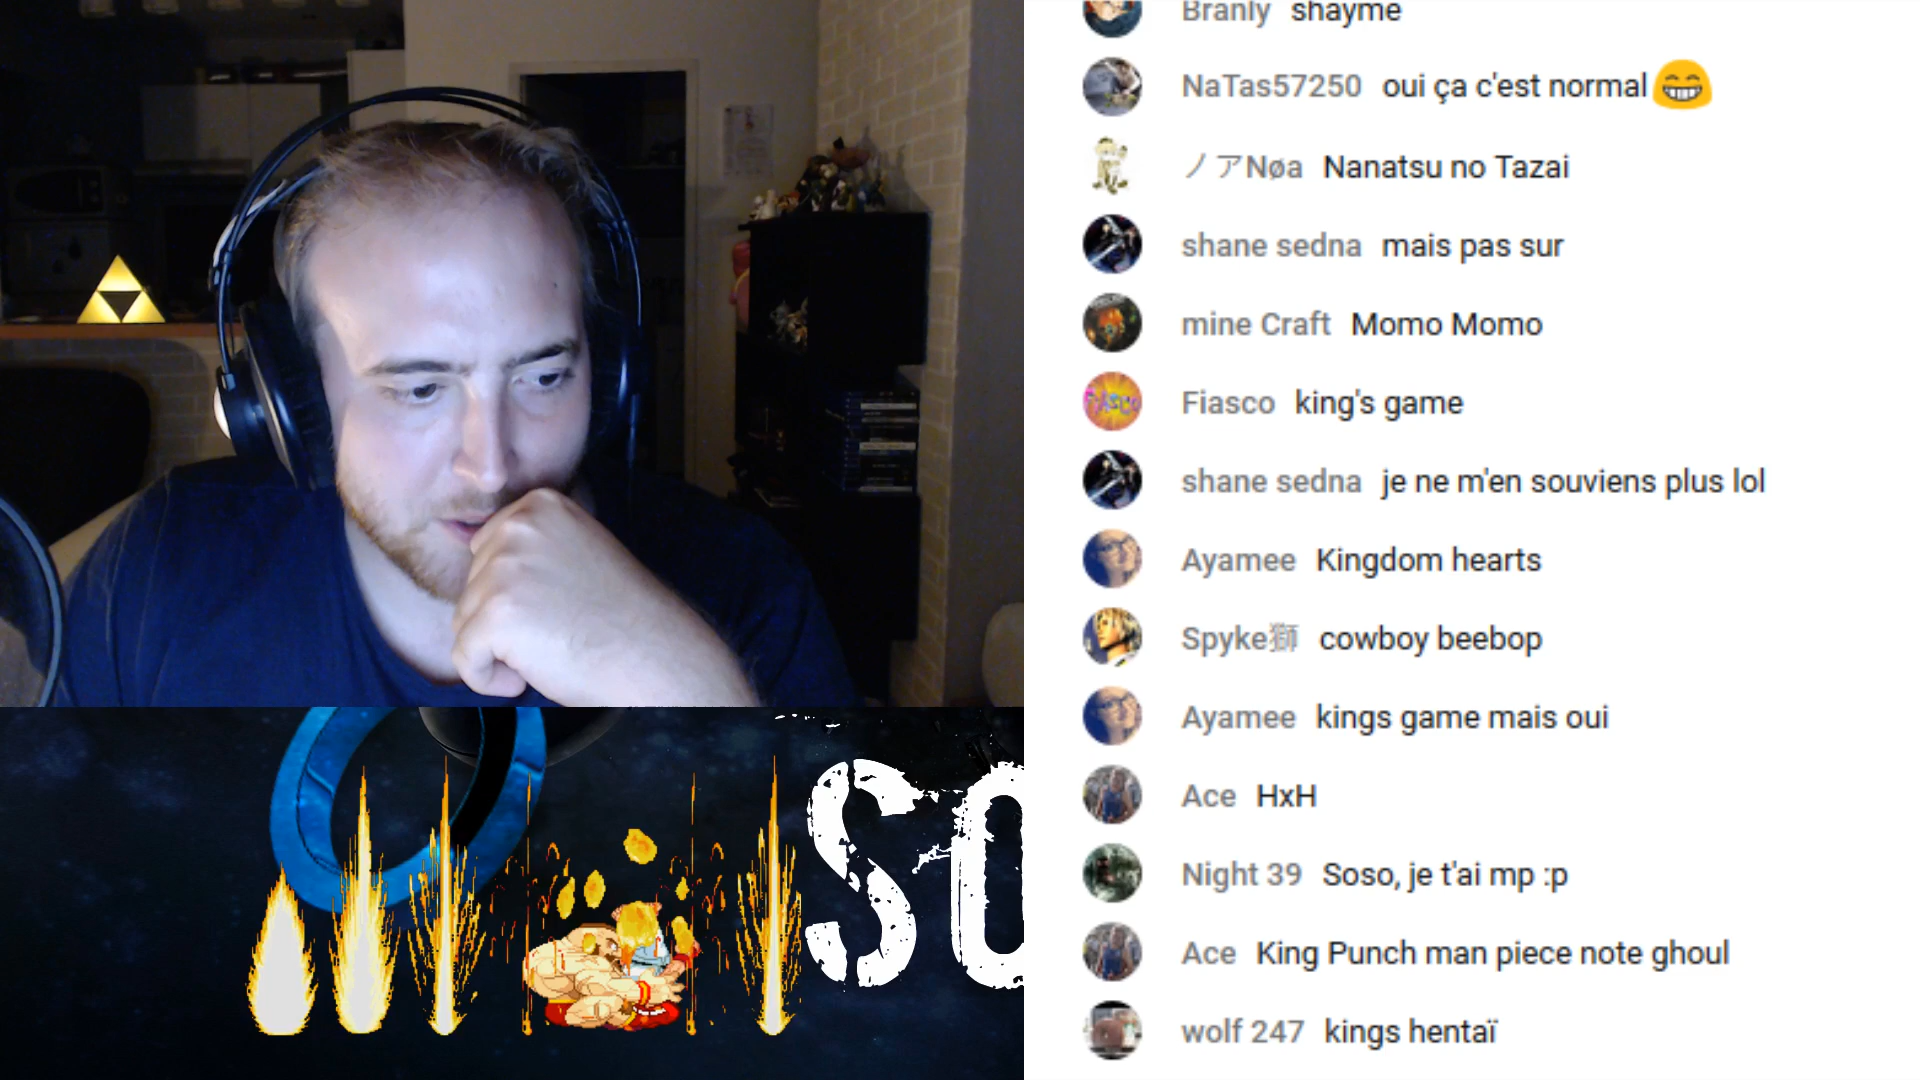 Branly shayme
NaTas57250 oui ça c'est normal😁
ノアNøa Nanatsu no Tazai
shane sedna mais pas sur
mine Craft Momo Momo
Fiasco king's game
shane sedna je ne m'en souviens plus lol
Ayamee Kingdom hearts
Spyke獅 cowboy beebop
Ayamee kings game mais oui
Ace HxH
Night 39 Soso, je t'ai mp :p
Ace King Punch man piece note ghoul
wolf 247 kings hentaï
SO